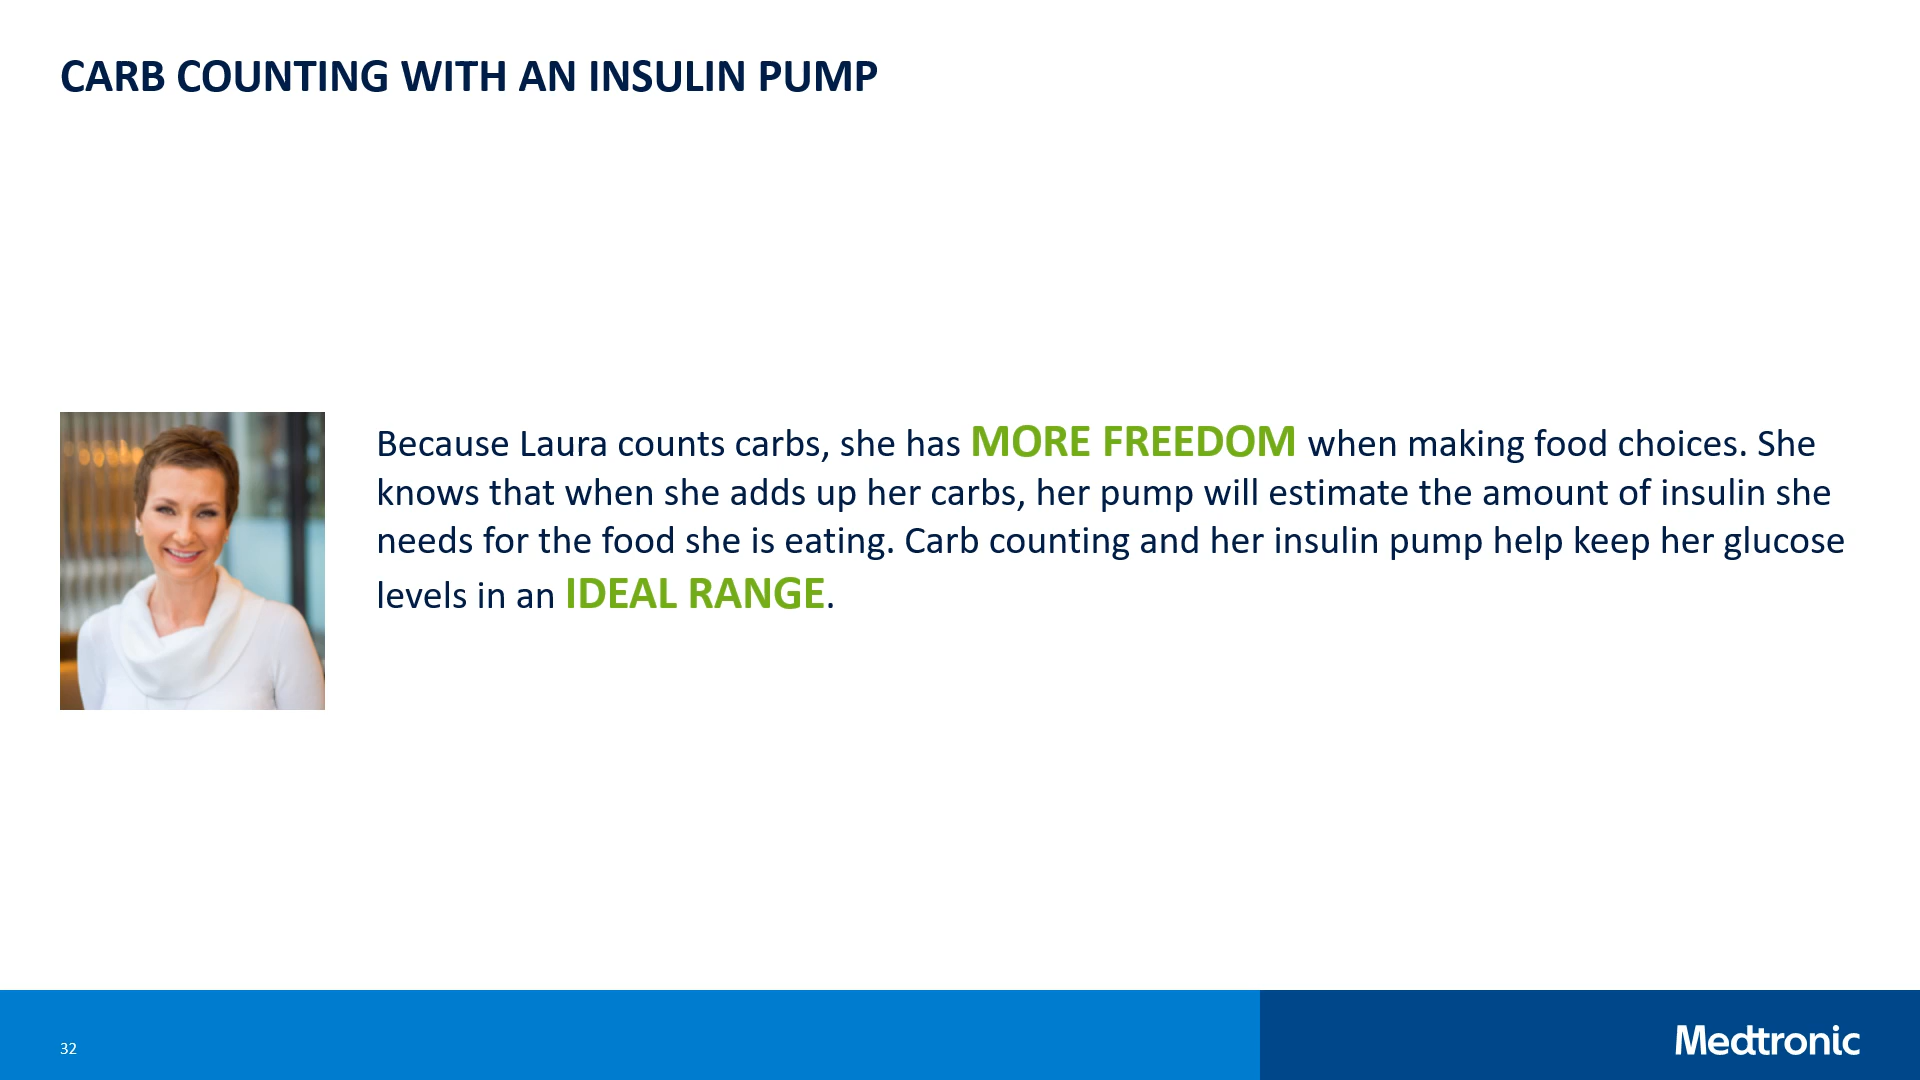 CARB COUNTING WITH AN INSULIN PUMP
Because Laura counts carbs, she has MORE FREEDOM when making food choices. She
knows that when she adds up her carbs, her pump will estimate the amount of insulin she
needs for the food she is eating. Carb counting and her insulin pump help keep her glucose
levels in an IDEAL RANGE.
32
Medtronic